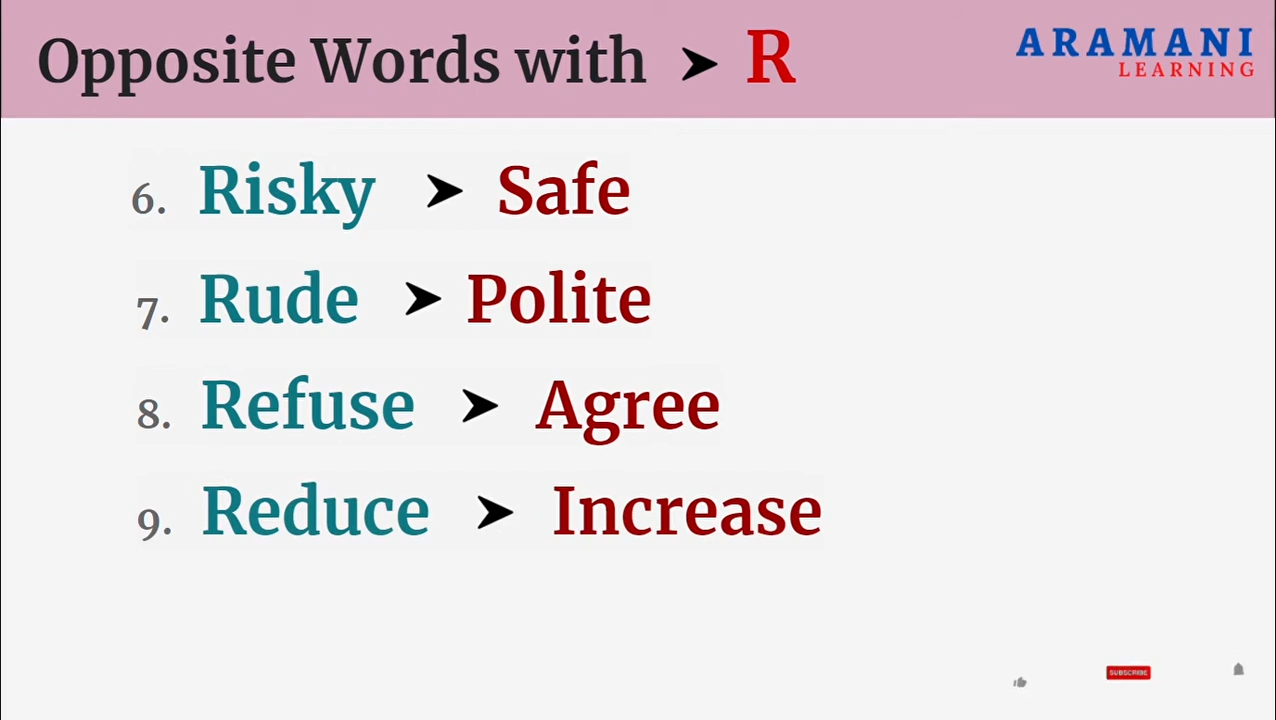 Opposite Words with ➤ R
ARAMANI
LEARNING
6. Risky ➤ Safe
7. Rude ➤ Polite
8. Refuse ➤ Agree
9. Reduce ➤ Increase
SUBSCRIBE